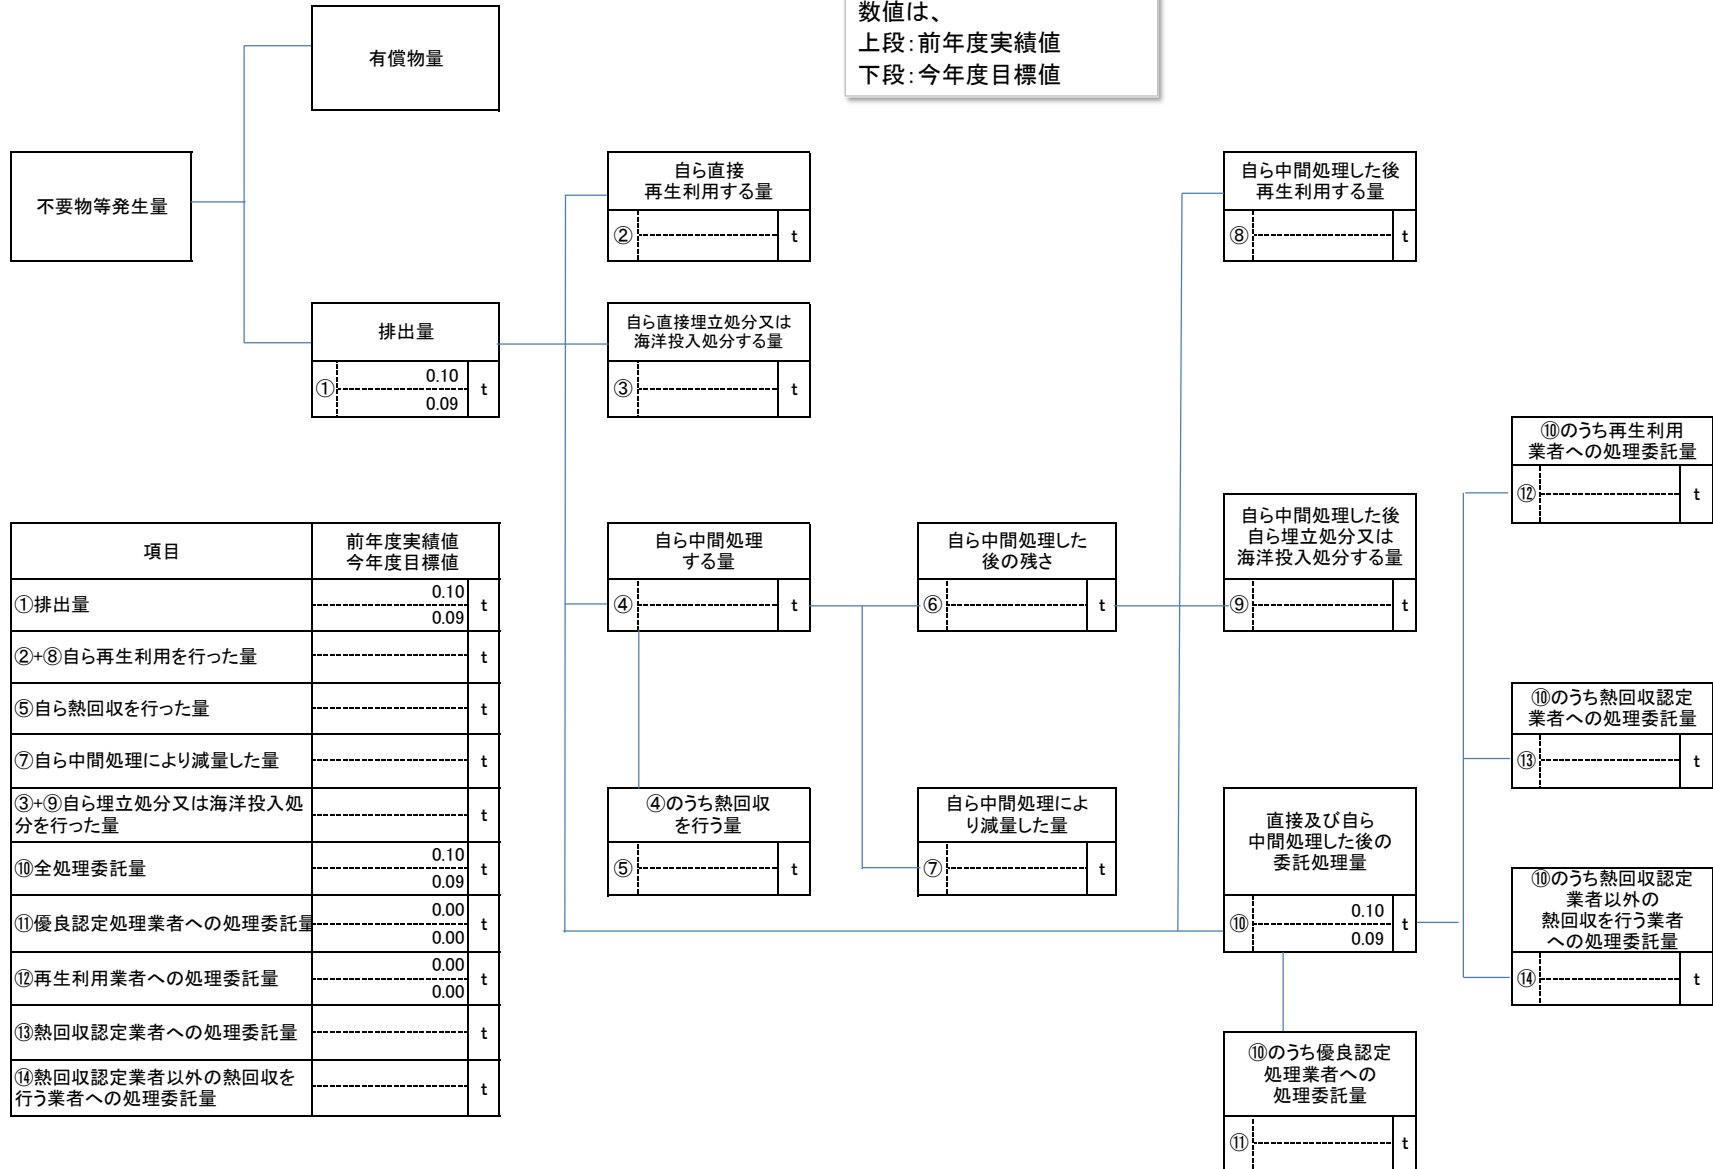 数値は、
上段:前年度実績値
下段:今年度目標値
有償物量
不要物等発生量
自ら直接
再生利用する量
② t
自ら中間処理した後
再生利用する量
⑧ t
排出量
① 0.10 t
0.09
自ら直接埋立処分又は
海洋投入処分する量
③ t
⑩のうち再生利用
業者への処理委託量
⑫ t
自ら中間処理
する量
④ t
自ら中間処理した
後の残さ
⑥ t
自ら中間処理した後
自ら埋立処分又は
海洋投入処分する量
⑨ t
⑩のうち熱回収認定
業者への処理委託量
⑬ t
④のうち熱回収
を行う量
⑤ t
自ら中間処理によ
り減量した量
⑦ t
直接及び自ら
中間処理した後の
委託処理量
⑩ 0.10 t
0.09
⑩のうち熱回収認定
業者以外の
熱回収を行う業者
への処理委託量
⑭ t
⑩のうち優良認定
処理業者への
処理委託量
⑪ t
項目 前年度実績値
今年度目標値
①排出量 0.10 t
0.09
②+⑧自ら再生利用を行った量 t
⑤自ら熱回収を行った量 t
⑦自ら中間処理により減量した量 t
③+⑨自ら埋立処分又は海洋投入処
分を行った量 t
⑩全処理委託量 0.10 t
0.09
⑪優良認定処理業者への処理委託量 0.00 t
0.00
⑫再生利用業者への処理委託量 0.00 t
0.00
⑬熱回収認定業者への処理委託量 t
⑭熱回収認定業者以外の熱回収を
行う業者への処理委託量 t